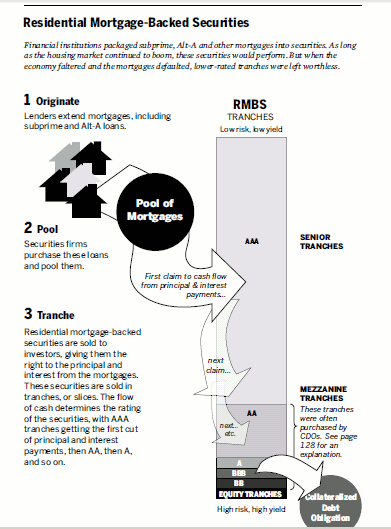 Residential Mortgage-Backed Securities
Financial institutions packaged subprime, Alt-A and other mortgages into securities. As long
as the housing market continued to boom, these securities would perform. But when the
economy faltered and the mortgages defaulted, lower-rated tranches were left worthless.
1 Originate
Lenders extend mortgages, including
subprime and Alt-A loans.
Pool of
Mortgages
2 Pool
Securities firms
purchase these loans
and pool them.
3 Tranche
Residential mortgage-backed
securities are sold to
investors, giving them the
right to the principal and
interest from the mortgages.
These securities are sold in
tranches, or slices. The flow
of cash determines the rating
of the securities, with AAA
tranches getting the first cut
of principal and interest
payments, then AA, then A,
and so on.
RMBS
TRANCHES
Low risk, low yield
AAA
SENIOR
TRANCHES
First claim to cash flow
from principal & interest
payments...
next
claim...
MEZZANINE
TRANCHES
These tranches
were often
purchased by
CDOs. See page
128 for an
explanation.
AA
next...
etc.
A
BBB
BB
EQUITY TRANCHES
High risk, high yield
Collateralized
Debt
Obligation